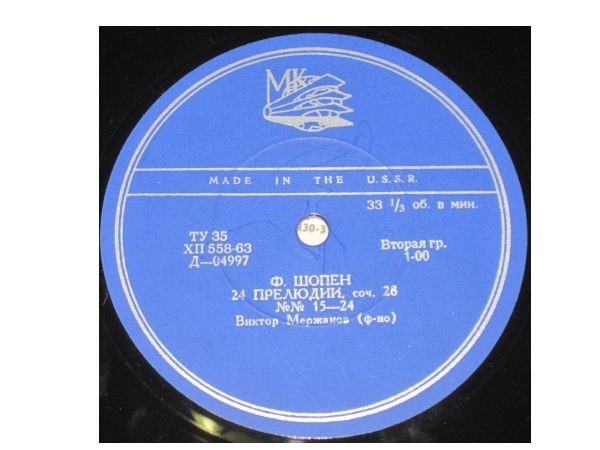 МК
MADE IN THE U.S.S.R.
33 1/3 об. в мин.
ТУ 35
ХП 558-63
Д—04997
Вторая гр.
1-00
Ф. ШОПЕН
24 ПРЕЛЮДИИ, соч. 28
№№ 15—24
Виктор Мержанов (ф-но)